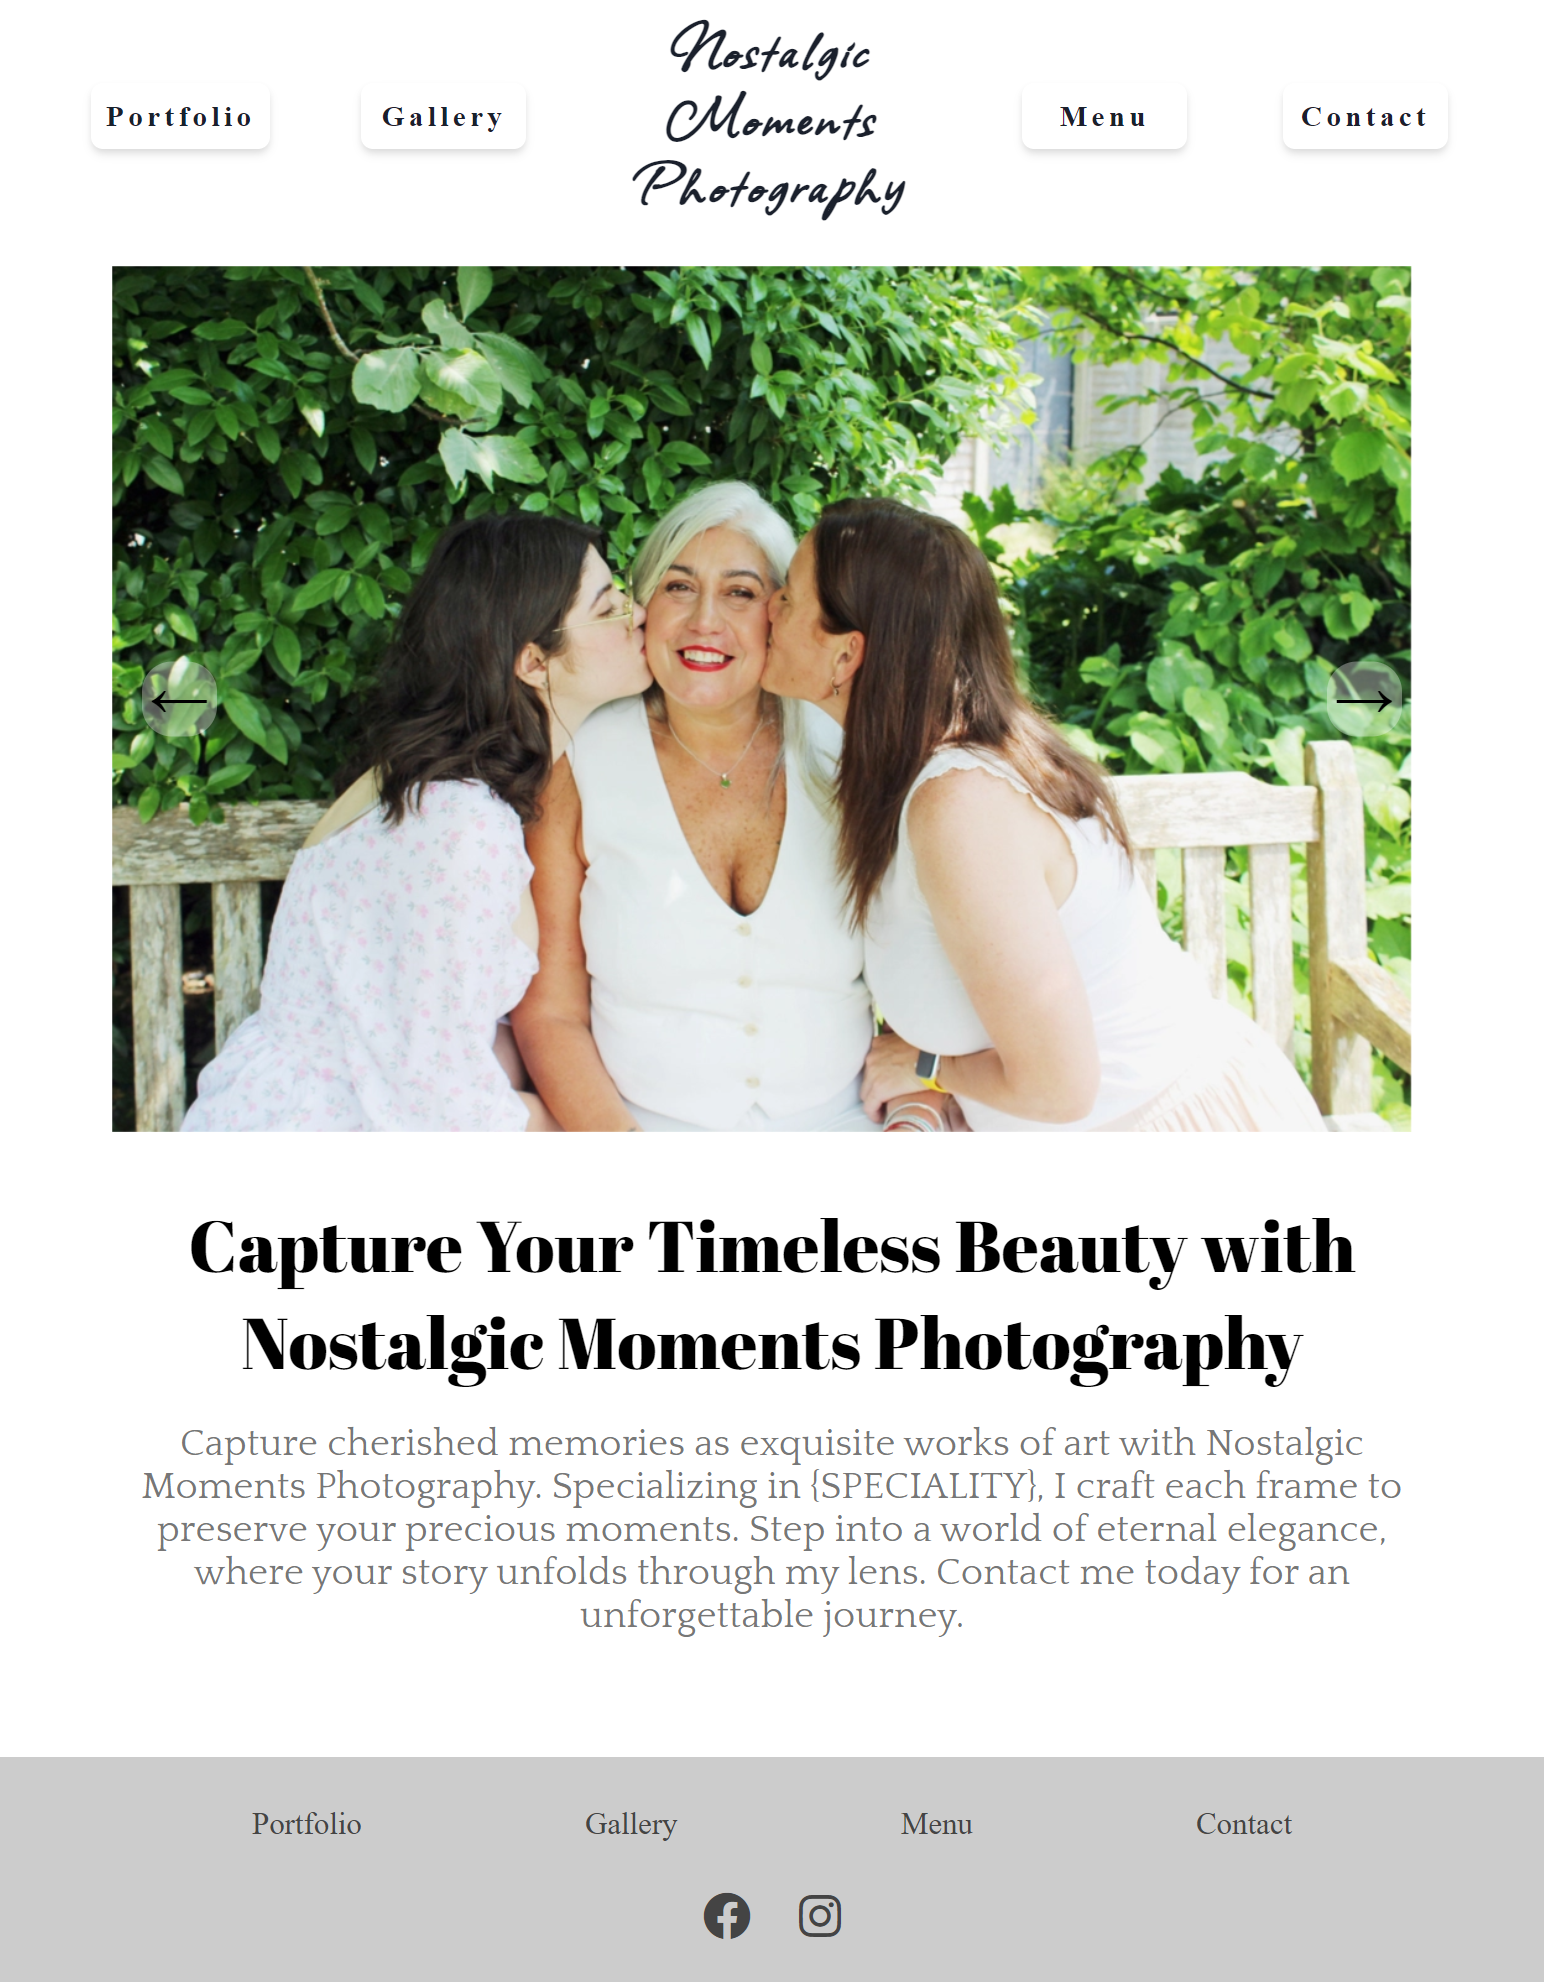 Portfolio
Gallery
Nostalgic
Moments
Photography
Menu
Contact
Capture Your Timeless Beauty with
Nostalgic Moments Photography
Capture cherished memories as exquisite works of art with Nostalgic
Moments Photography. Specializing in {SPECIALITY}, I craft each frame to
preserve your precious moments. Step into a world of eternal elegance,
where your story unfolds through my lens. Contact me today for an
unforgettable journey.
Portfolio
Gallery
Menu
Contact